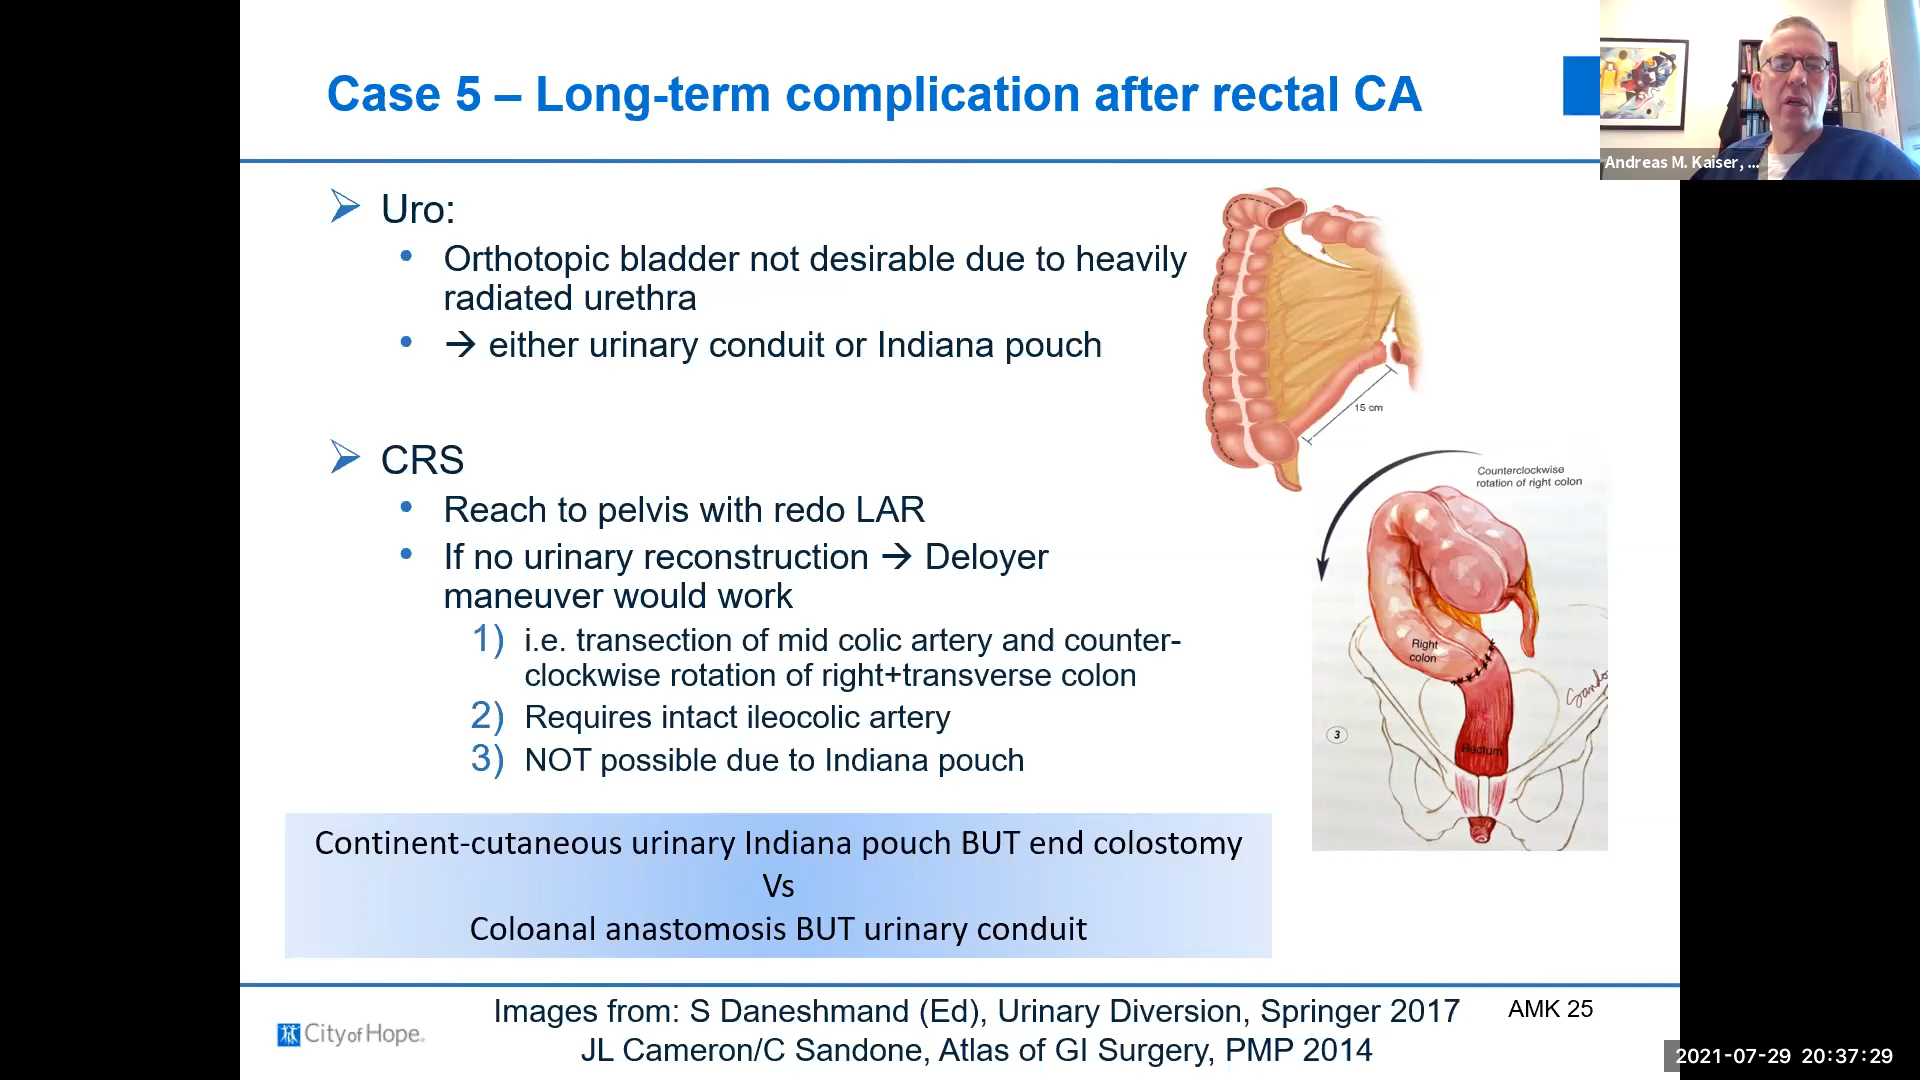 Case 5 – Long-term complication after rectal CA
Andreas M. Kaiser, ...
Uro:
Orthotopic bladder not desirable due to heavily
radiated urethra
→ either urinary conduit or Indiana pouch
15 cm
CRS
Reach to pelvis with redo LAR
If no urinary reconstruction → Deloyer
maneuver would work
1) i.e. transection of mid colic artery and counter-
clockwise rotation of right+transverse colon
2) Requires intact ileocolic artery
3) NOT possible due to Indiana pouch
Counterclockwise
rotation of right colon
Right
colon
3
Rectum
Continent-cutaneous urinary Indiana pouch BUT end colostomy
Vs
Coloanal anastomosis BUT urinary conduit
City of Hope.
Images from: S Daneshmand (Ed), Urinary Diversion, Springer 2017
JL Cameron/C Sandone, Atlas of GI Surgery, PMP 2014
AMK 25
2021-07-29 20:37:29